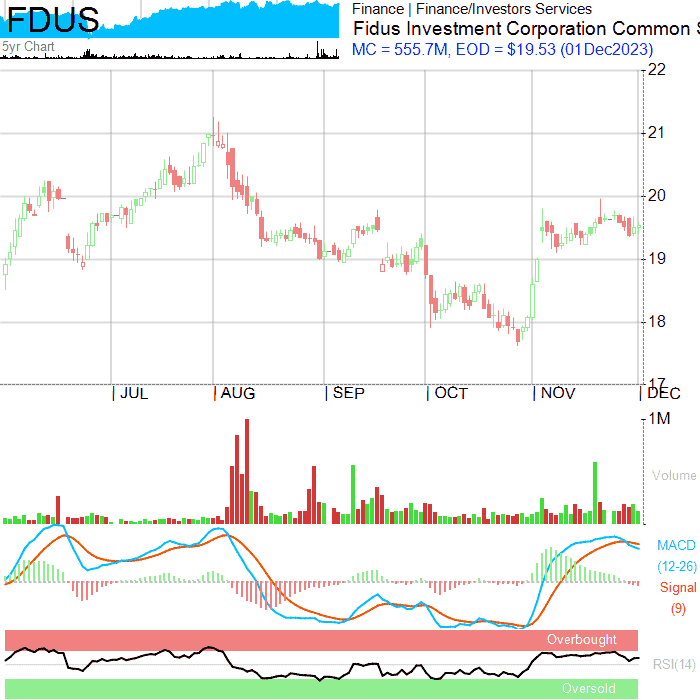 FDUS
5yr Chart
Finance | Finance/Investors Services
Fidus Investment Corporation Common S
MC = 555.7M, EOD = $19.53 (01Dec2023)
22
21
20
19
18
17
JUL
AUG
SEP
OCT
NOV
DEC
1M
Volume
MACD
(12-26)
Signal
(9)
Overbought
RSI(14)
Oversold